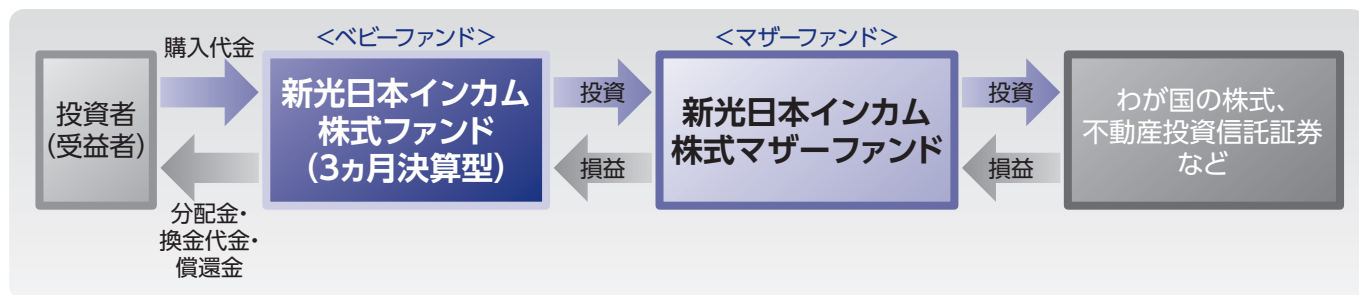 投資者
(受益者)
購入代金
分配金・
換金代金・
償還金
＜ベビーファンド＞
新光日本インカム
株式ファンド
(3ヵ月決算型)
投資
損益
＜マザーファンド＞
新光日本インカム
株式マザーファンド
投資
損益
わが国の株式、
不動産投資信託証券
など